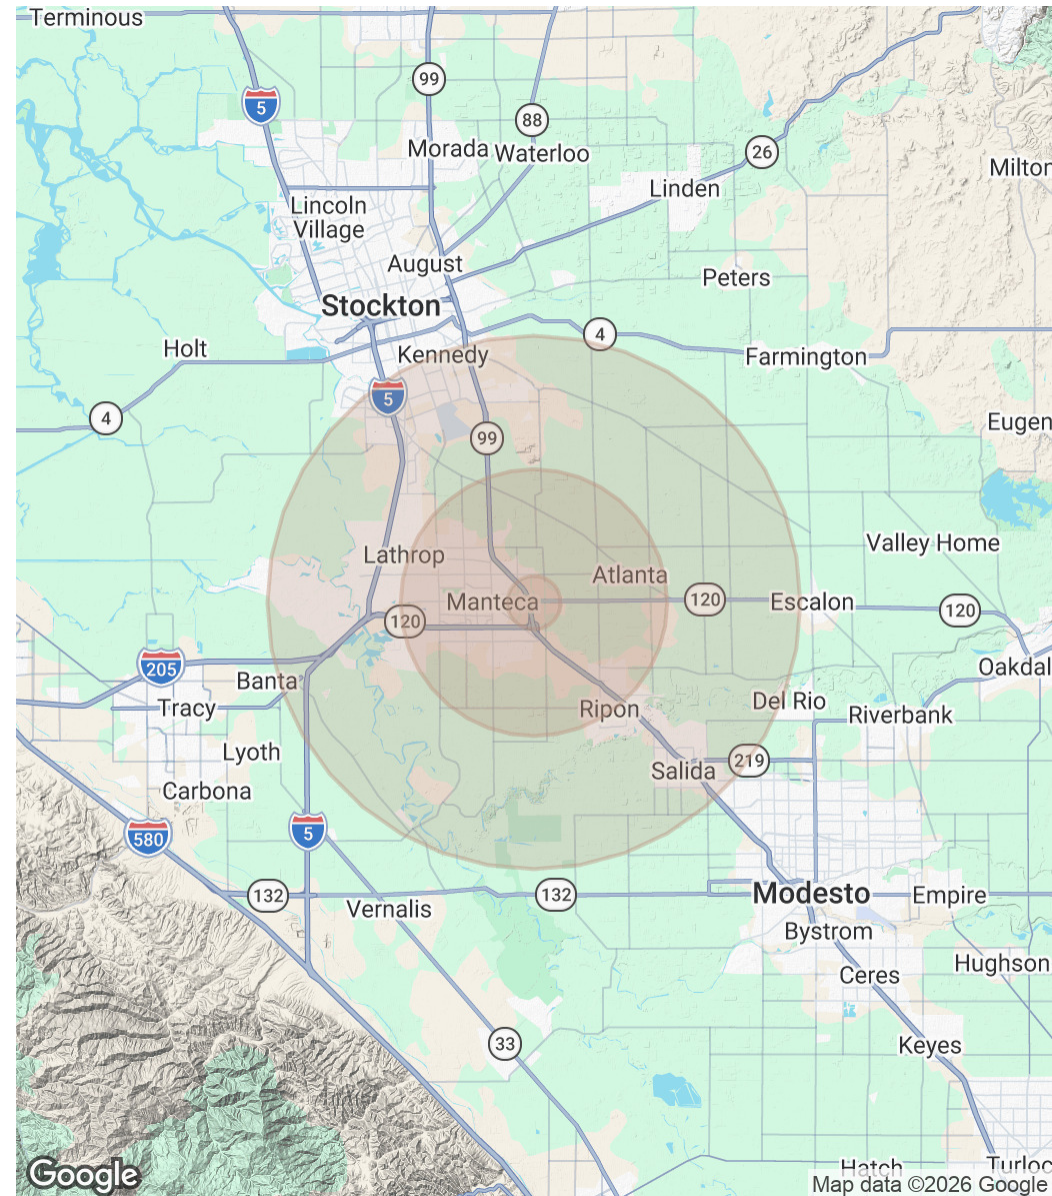 Terminous
99
5
88
Morada
Waterloo
26
Milton
Linden
Lincoln
Village
August
Peters
Stockton
4
Holt
Kennedy
Farmington
5
4
Eugen
99
Valley Home
Lathrop
Atlanta
Manteca
120
Escalon
120
120
205
Oakdal
Banta
Del Rio
Tracy
Ripon
Riverbank
Lyoth
219
Salida
Carbona
5
580
132
132
Modesto
Empire
Vernalis
Bystrom
Hughson
Ceres
33
Keyes
Hatch
Turloc
Google
Map data ©2026 Google